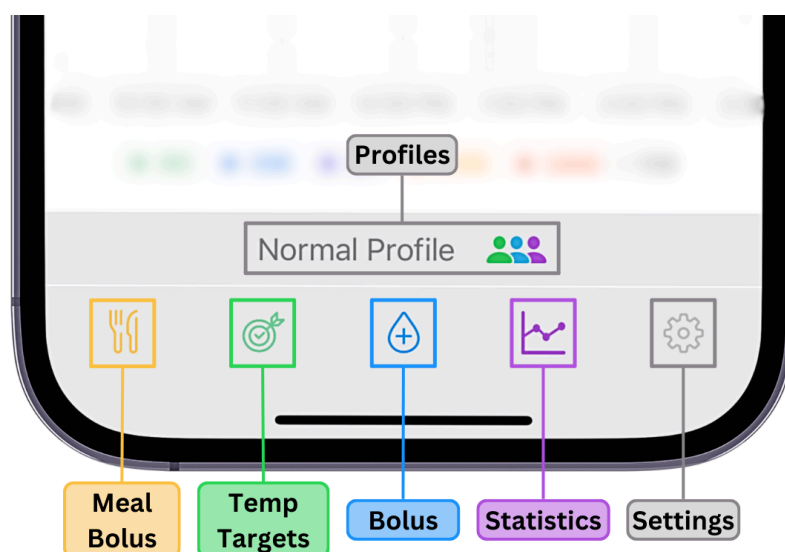 Profiles
Normal Profile
Meal
Bolus
Temp
Targets
Bolus
Statistics
Settings